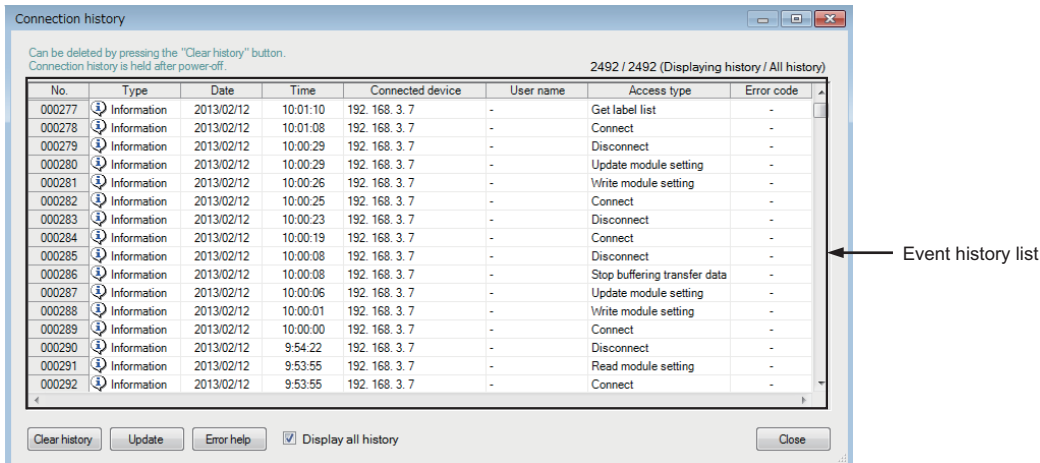 Connection history
Can be deleted by pressing the "Clear history" button.
Connection history is held after power-off.
2492 / 2492 (Displaying history / All history)
No. Type Date Time Connected device User name Access type Error code
000277 Information 2013/02/12 10:01:10 192. 168. 3. 7 - Get label list -
000278 Information 2013/02/12 10:01:08 192. 168. 3. 7 - Connect -
000279 Information 2013/02/12 10:00:29 192. 168. 3. 7 - Disconnect -
000280 Information 2013/02/12 10:00:29 192. 168. 3. 7 - Update module setting -
000281 Information 2013/02/12 10:00:26 192. 168. 3. 7 - Write module setting -
000282 Information 2013/02/12 10:00:25 192. 168. 3. 7 - Connect -
000283 Information 2013/02/12 10:00:23 192. 168. 3. 7 - Disconnect -
000284 Information 2013/02/12 10:00:19 192. 168. 3. 7 - Connect -
000285 Information 2013/02/12 10:00:08 192. 168. 3. 7 - Disconnect -
000286 Information 2013/02/12 10:00:08 192. 168. 3. 7 - Stop buffering transfer data -
000287 Information 2013/02/12 10:00:06 192. 168. 3. 7 - Update module setting -
000288 Information 2013/02/12 10:00:01 192. 168. 3. 7 - Write module setting -
000289 Information 2013/02/12 10:00:00 192. 168. 3. 7 - Connect -
000290 Information 2013/02/12 9:54:22 192. 168. 3. 7 - Disconnect -
000291 Information 2013/02/12 9:53:55 192. 168. 3. 7 - Read module setting -
000292 Information 2013/02/12 9:53:55 192. 168. 3. 7 - Connect -
Event history list
Clear history Update Error help Display all history Close